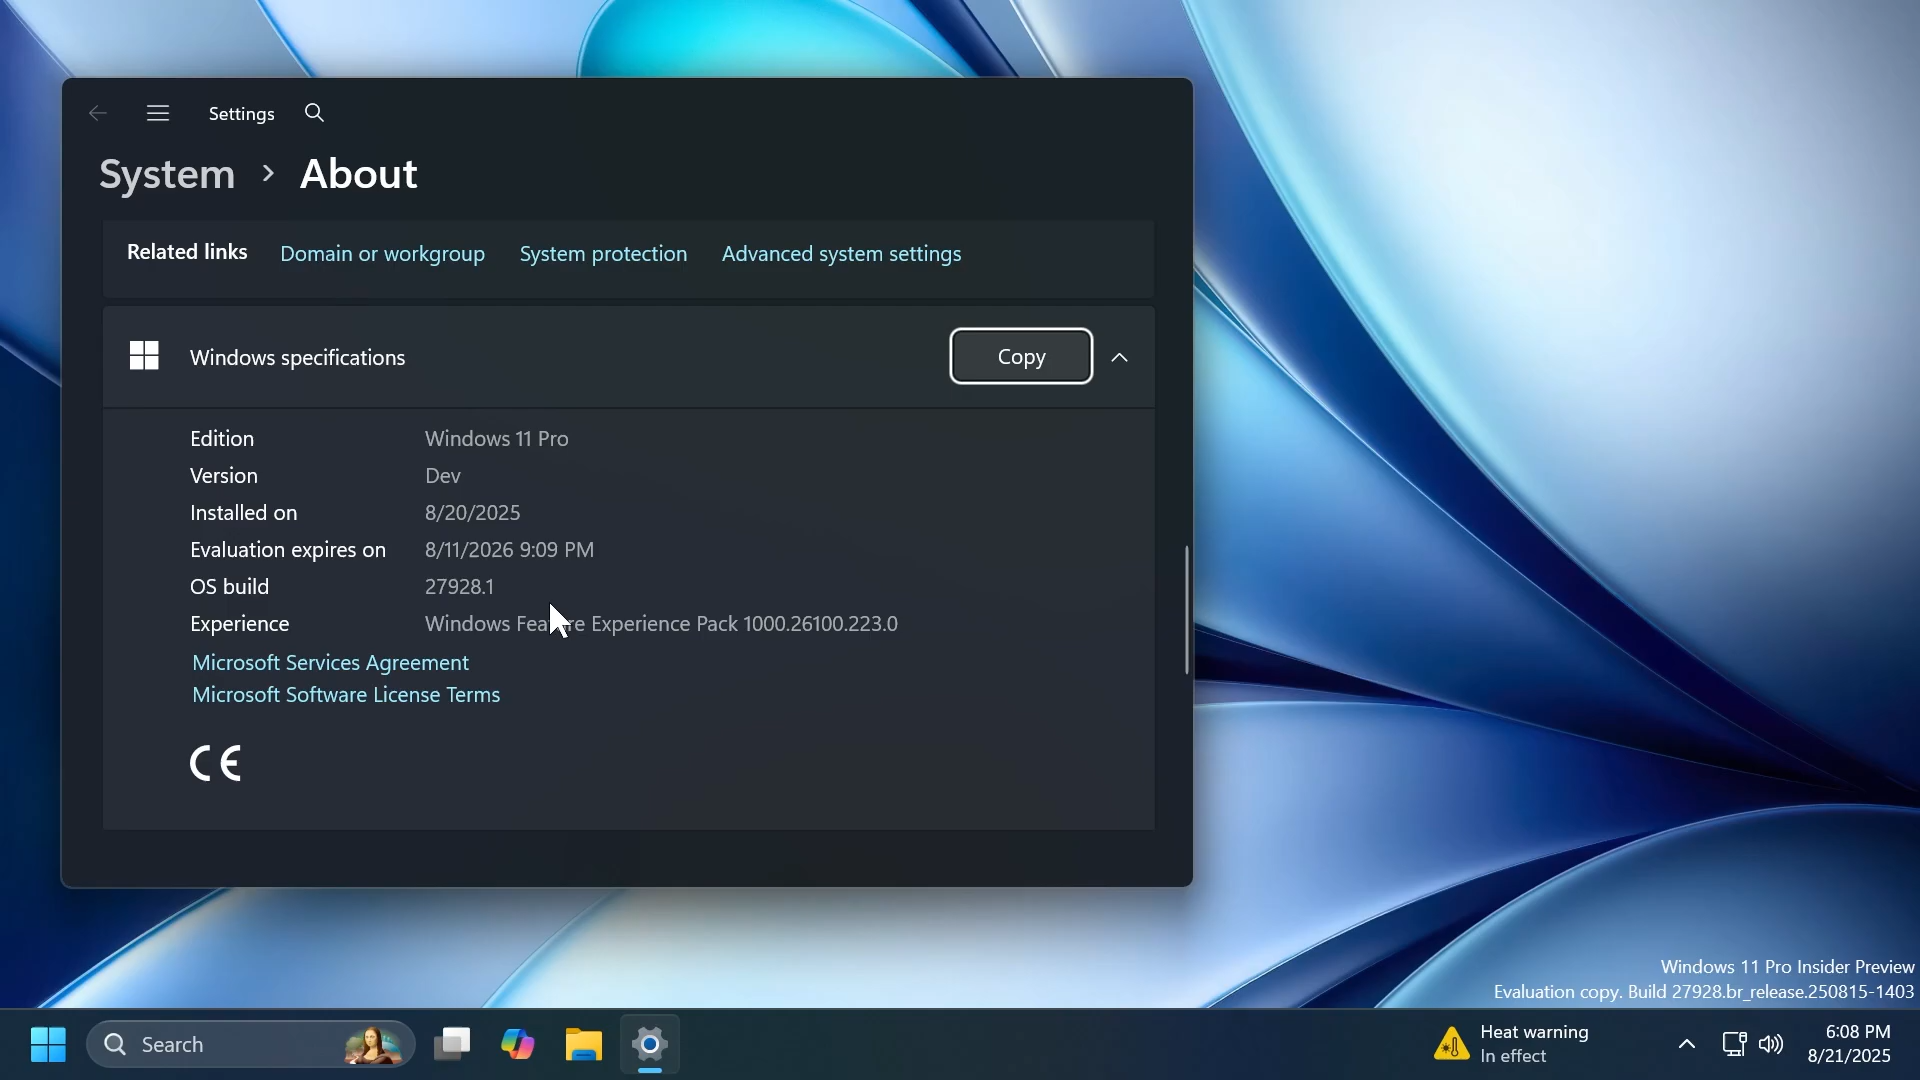 Settings
System > About
Related links Domain or workgroup System protection Advanced system settings
Windows specifications Copy
Edition Windows 11 Pro
Version Dev
Installed on 8/20/2025
Evaluation expires on 8/11/2026 9:09 PM
OS build 27928.1
Experience Windows Feature Experience Pack 1000.26100.223.0
Microsoft Services Agreement
Microsoft Software License Terms
CE
Windows 11 Pro Insider Preview
Evaluation copy. Build 27928.br_release.250815-1403
Search
Heat warning
In effect
6:08 PM
8/21/2025